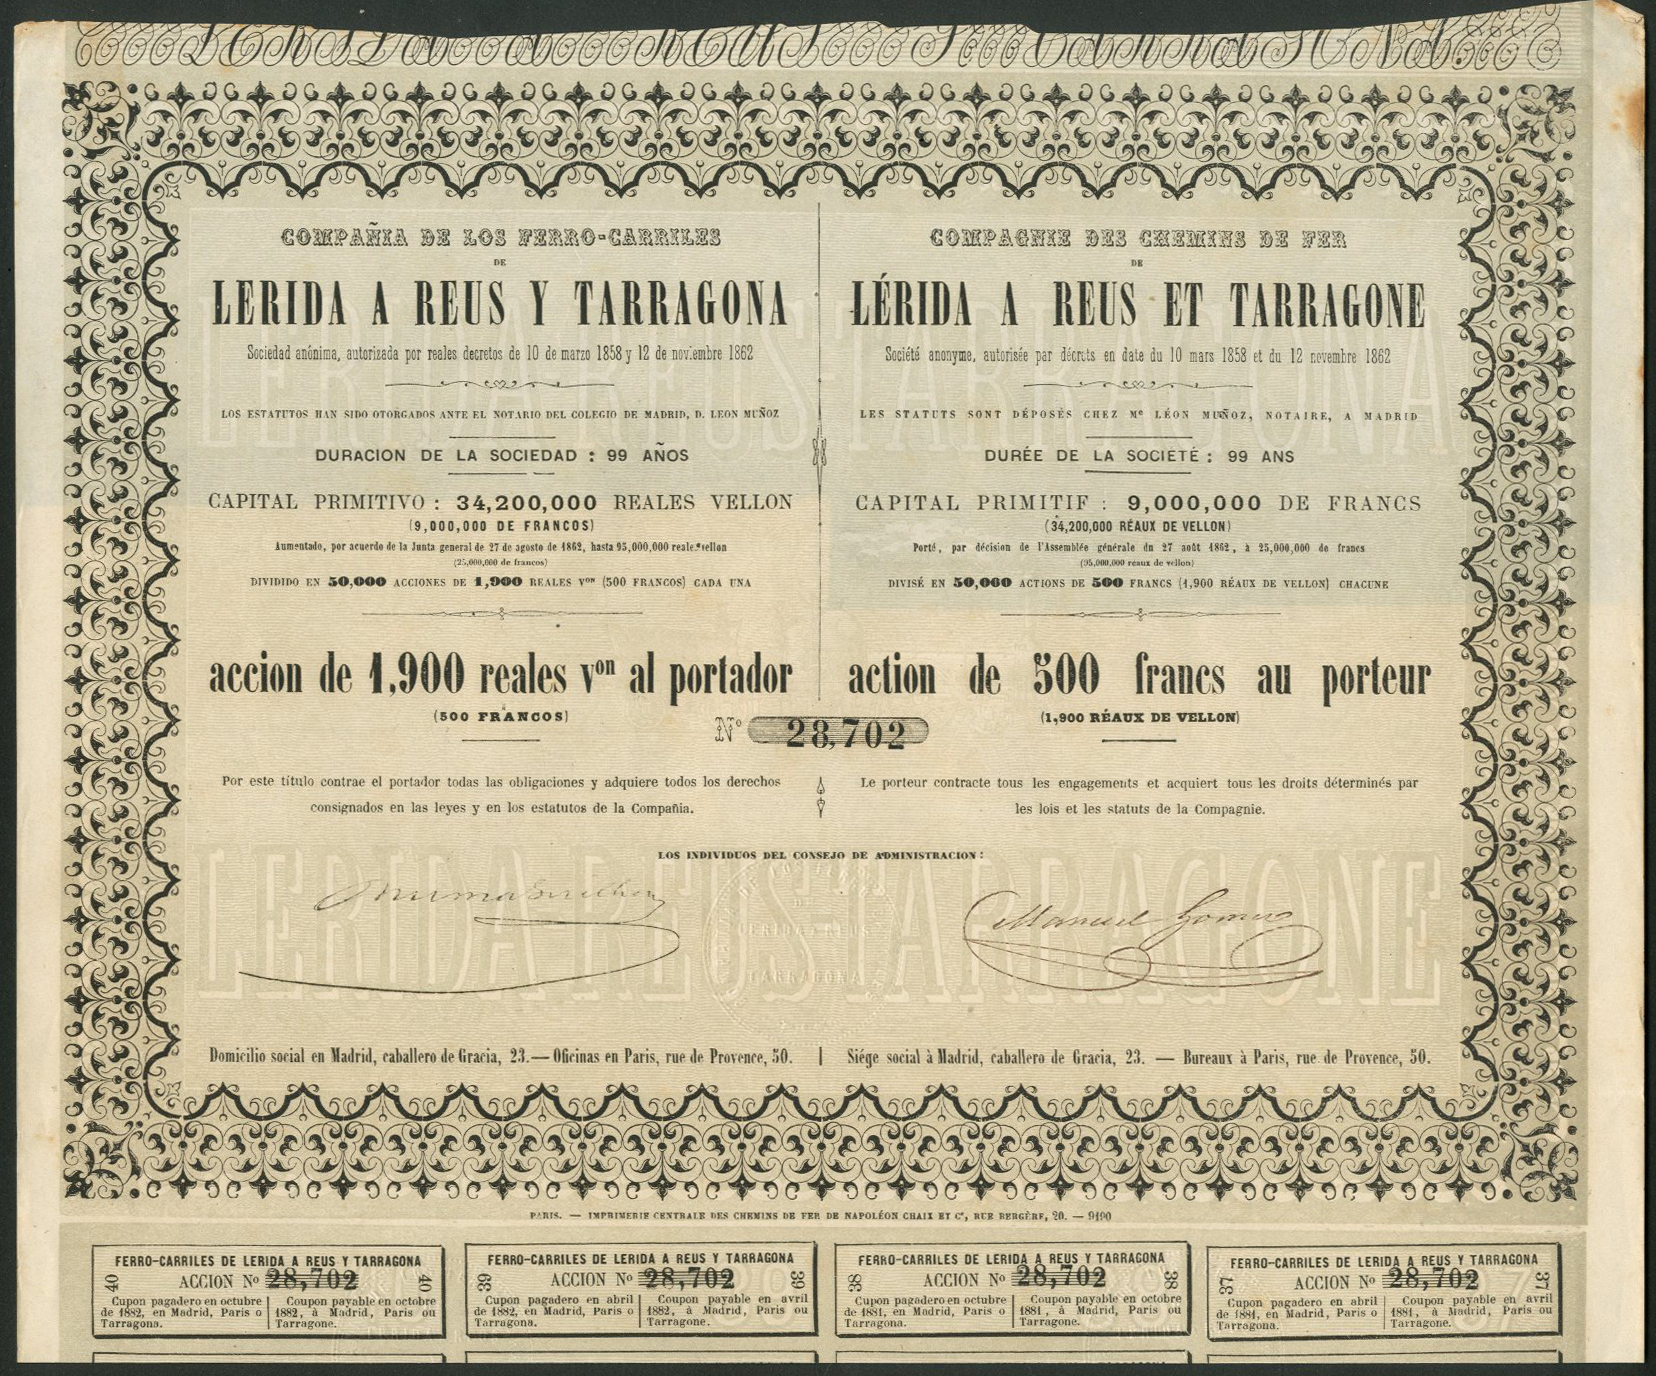 COMPAÑIA DE LOS FERRO-CARRILES
DE
LERIDA A REUS Y TARRAGONA
Sociedad anónima, autorizada por reales decretos de 10 de marzo 1858 y 12 de noviembre 1862
LOS ESTATUTOS HAN SIDO OTORGADOS ANTE EL NOTARIO DEL COLEGIO DE MADRID, D. LEON MUÑOZ
DURACION DE LA SOCIEDAD : 99 AÑOS
CAPITAL PRIMITIVO : 34,200,000 REALES VELLON
(9,000,000 DE FRANCOS)
Aumentado, por acuerdo de la Junta general de 27 de agosto de 1862, hasta 95,000,000 reales vellon
(25,000,000 de francos)
DIVIDIDO EN 50,000 ACCIONES DE 1,900 REALES Vᵒⁿ (500 FRANCOS) CADA UNA
accion de 1,900 reales vᵒⁿ al portador
(500 FRANCOS)
COMPAGNIE DES CHEMINS DE FER
DE
LÉRIDA A REUS ET TARRAGONE
Société anonyme, autorisée par décrets en date du 10 mars 1858 et du 12 novembre 1862
LES STATUTS SONT DÉPOSÉS CHEZ Mᵉ LÉON MUÑOZ, NOTAIRE, A MADRID
DURÉE DE LA SOCIÉTÉ : 99 ANS
CAPITAL PRIMITIF : 9,000,000 DE FRANCS
(34,200,000 RÉAUX DE VELLON)
Porté, par décision de l'Assemblée générale du 27 août 1862, à 25,000,000 de francs
(95,000,000 réaux de vellon)
DIVISÉ EN 50,000 ACTIONS DE 500 FRANCS (1,900 RÉAUX DE VELLON) CHACUNE
action de 500 francs au porteur
(1,900 RÉAUX DE VELLON)
Nº 28,702
Por este título contrae el portador todas las obligaciones y adquiere todos los derechos
consignados en las leyes y en los estatutos de la Compañia.
Le porteur contracte tous les engagements et acquiert tous les droits déterminés par
les lois et les statuts de la Compagnie.
LOS INDIVIDUOS DEL CONSEJO DE ADMINISTRACION :
Manuel Gomez
LERIDA REUS TARRAGONE
Domicilio social en Madrid, caballero de Gracia, 23.— Oficinas en Paris, rue de Provence, 50.
Siége social à Madrid, caballero de Gracia, 23. — Bureaux à Paris, rue de Provence, 50.
PARIS. — IMPRIMERIE CENTRALE DES CHEMINS DE FER DE NAPOLÉON CHAIX ET Cᵉ, RUE BERGÈRE, 20. — 9190
FERRO-CARRILES DE LERIDA A REUS Y TARRAGONA
40 ACCION Nº 28,702 40
Cupon pagadero en octubre
de 1882, en Madrid, Paris o
Tarragona.
Coupon payable en octobre
1882, à Madrid, Paris ou
Tarragone.
FERRO-CARRILES DE LERIDA A REUS Y TARRAGONA
39 ACCION Nº 28,702 39
Cupon pagadero en abril
de 1882, en Madrid, Paris o
Tarragona.
Coupon payable en avril
1882, à Madrid, Paris ou
Tarragone.
FERRO-CARRILES DE LERIDA A REUS Y TARRAGONA
38 ACCION Nº 28,702 38
Cupon pagadero en octubre
de 1881, en Madrid, Paris o
Tarragona.
Coupon payable en octobre
1881, à Madrid, Paris ou
Tarragone.
FERRO-CARRILES DE LERIDA A REUS Y TARRAGONA
37 ACCION Nº 28,702 37
Cupon pagadero en abril
de 1881, en Madrid, Paris o
Tarragona.
Coupon payable en avril
1881, à Madrid, Paris ou
Tarragone.